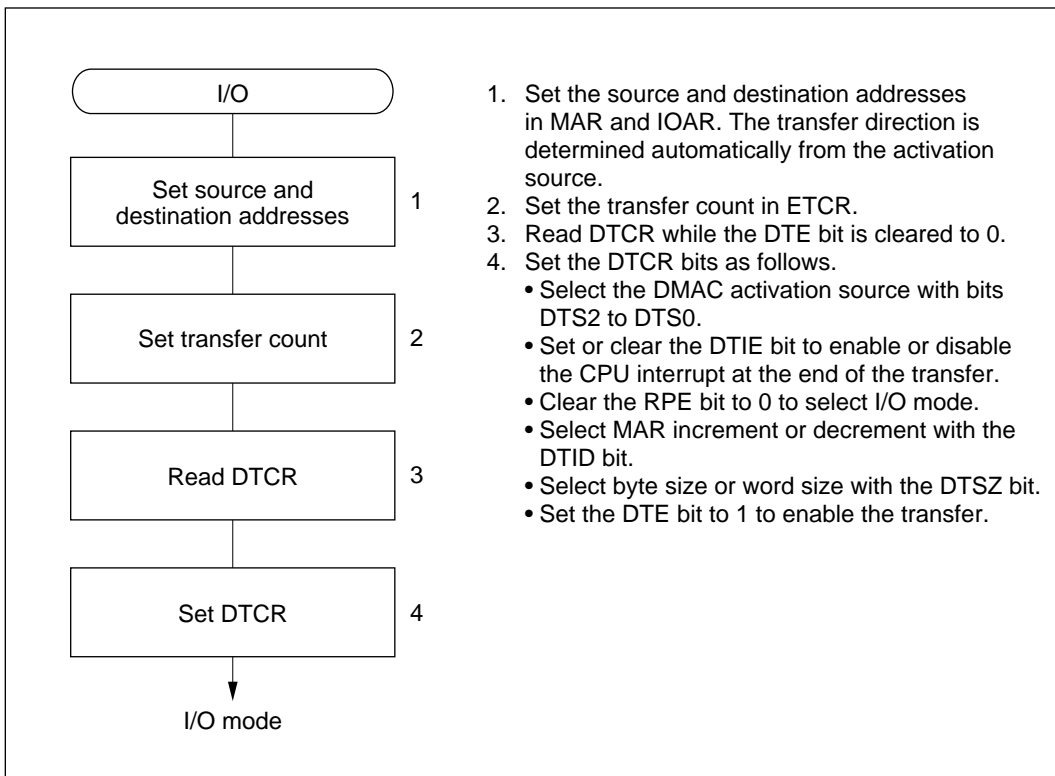 I/O
Set source and
destination addresses
1
Set transfer count
2
Read DTCR
3
Set DTCR
4
I/O mode
1. Set the source and destination addresses
in MAR and IOAR. The transfer direction is
determined automatically from the activation
source.
2. Set the transfer count in ETCR.
3. Read DTCR while the DTE bit is cleared to 0.
4. Set the DTCR bits as follows.
• Select the DMAC activation source with bits
DTS2 to DTS0.
• Set or clear the DTIE bit to enable or disable
the CPU interrupt at the end of the transfer.
• Clear the RPE bit to 0 to select I/O mode.
• Select MAR increment or decrement with the
DTID bit.
• Select byte size or word size with the DTSZ bit.
• Set the DTE bit to 1 to enable the transfer.